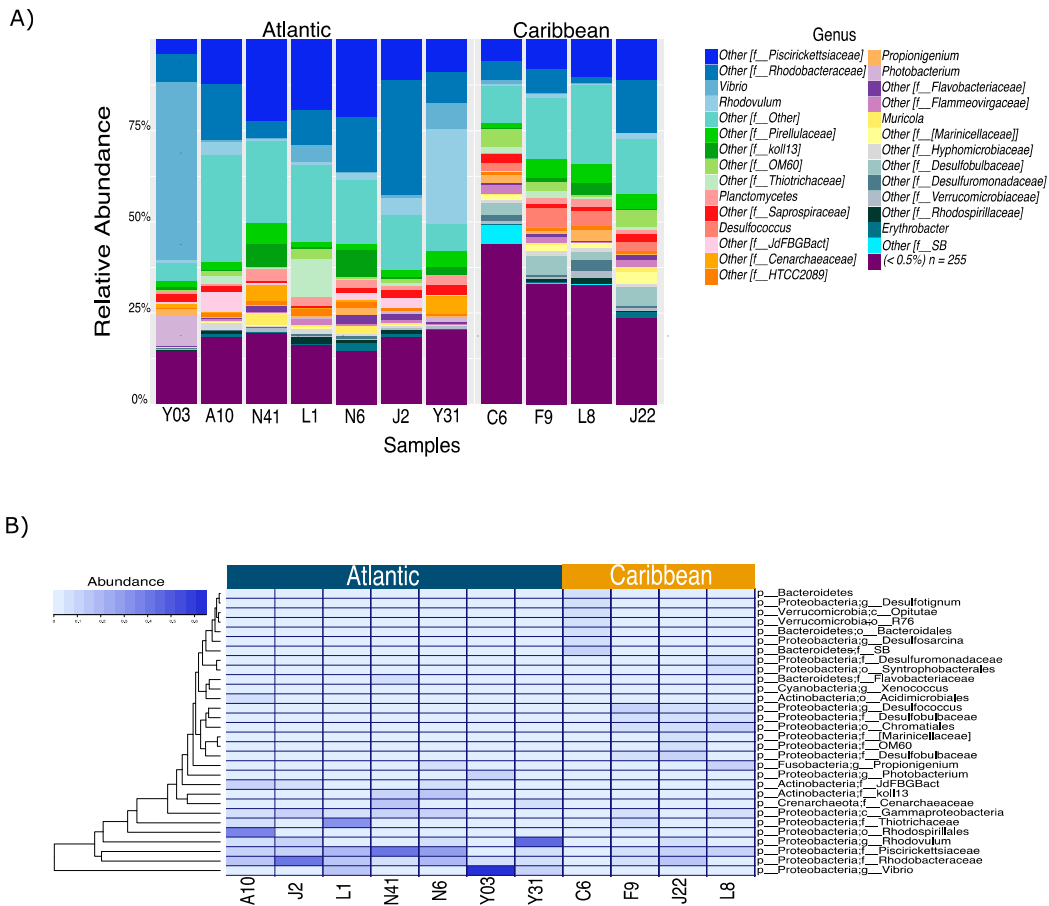 A)
Atlantic
Caribbean
Relative Abundance
75%
50%
25%
0%
Y03
A10
N41
L1
N6
J2
Y31
C6
F9
L8
J22
Samples
Genus
Other [f__Piscirickettsiaceae]
Other [f__Rhodobacteraceae]
Vibrio
Rhodovulum
Other [f__Other]
Other [f__Pirellulaceae]
Other [f__koll13]
Other [f__OM60]
Other [f__Thiotrichaceae]
Planctomycetes
Other [f__Saprospiraceae]
Desulfococcus
Other [f__JdFBGBact]
Other [f__Cenarchaeaceae]
Other [f__HTCC2089]
Propionigenium
Photobacterium
Other [f__Flavobacteriaceae]
Other [f__Flammeovirgaceae]
Muricola
Other [f__[Marinicellaceae]]
Other [f__Hyphomicrobiaceae]
Other [f__Desulfobulbaceae]
Other [f__Desulfuromonadaceae]
Other [f__Verrucomicrobiaceae]
Other [f__Rhodospirillaceae]
Erythrobacter
Other [f__SB]
(< 0.5%) n = 255
B)
Abundance
Atlantic
Caribbean
p__Bacteroidetes
p__Proteobacteria;g__Desulfotignum
p__Verrucomicrobia;c__Opitutae
p__Verrucomicrobia;o__R76
p__Bacteroidetes;o__Bacteroidales
p__Proteobacteria;g__Desulfosarcina
p__Bacteroidetes;f__SB
p__Proteobacteria;f__Desulfuromonadaceae
p__Proteobacteria;o__Syntrophobacterales
p__Bacteroidetes;f__Flavobacteriaceae
p__Cyanobacteria;g__Xenococcus
p__Actinobacteria;o__Acidimicrobiales
p__Proteobacteria;g__Desulfococcus
p__Proteobacteria;f__Desulfobulbaceae
p__Proteobacteria;o__Chromatiales
p__Proteobacteria;f__[Marinicellaceae]
p__Proteobacteria;f__OM60
p__Proteobacteria;f__Desulfobulbaceae
p__Fusobacteria;g__Propionigenium
p__Proteobacteria;g__Photobacterium
p__Actinobacteria;f__JdFBGBact
p__Actinobacteria;f__koll13
p__Crenarchaeota;f__Cenarchaeaceae
p__Proteobacteria;c__Gammaproteobacteria
p__Proteobacteria;f__Thiotrichaceae
p__Proteobacteria;o__Rhodospirillales
p__Proteobacteria;g__Rhodovulum
p__Proteobacteria;f__Piscirickettsiaceae
p__Proteobacteria;f__Rhodobacteraceae
p__Proteobacteria;g__Vibrio
A10
J2
L1
N41
N6
Y03
Y31
C6
F9
J22
L8